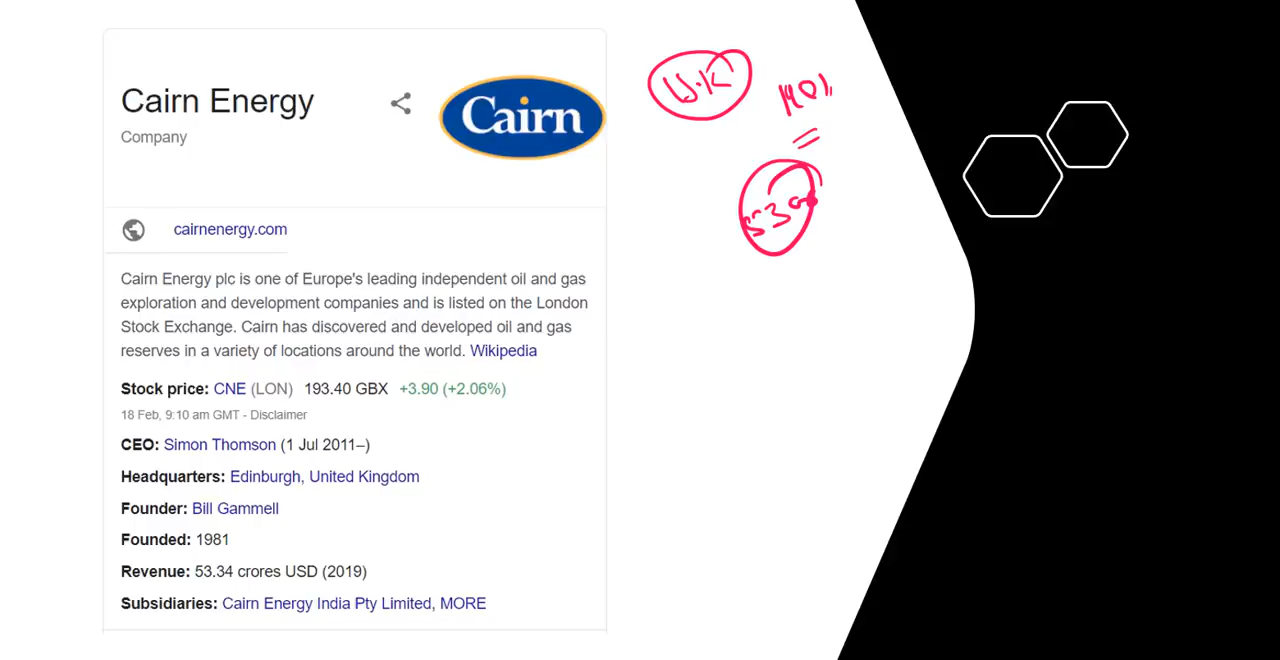 Cairn Energy
Company
Cairn
cairnenergy.com
Cairn Energy plc is one of Europe's leading independent oil and gas
exploration and development companies and is listed on the London
Stock Exchange. Cairn has discovered and developed oil and gas
reserves in a variety of locations around the world. Wikipedia
Stock price: CNE (LON) 193.40 GBX +3.90 (+2.06%)
18 Feb, 9:10 am GMT - Disclaimer
CEO: Simon Thomson (1 Jul 2011–)
Headquarters: Edinburgh, United Kingdom
Founder: Bill Gammell
Founded: 1981
Revenue: 53.34 crores USD (2019)
Subsidiaries: Cairn Energy India Pty Limited, MORE
U.K